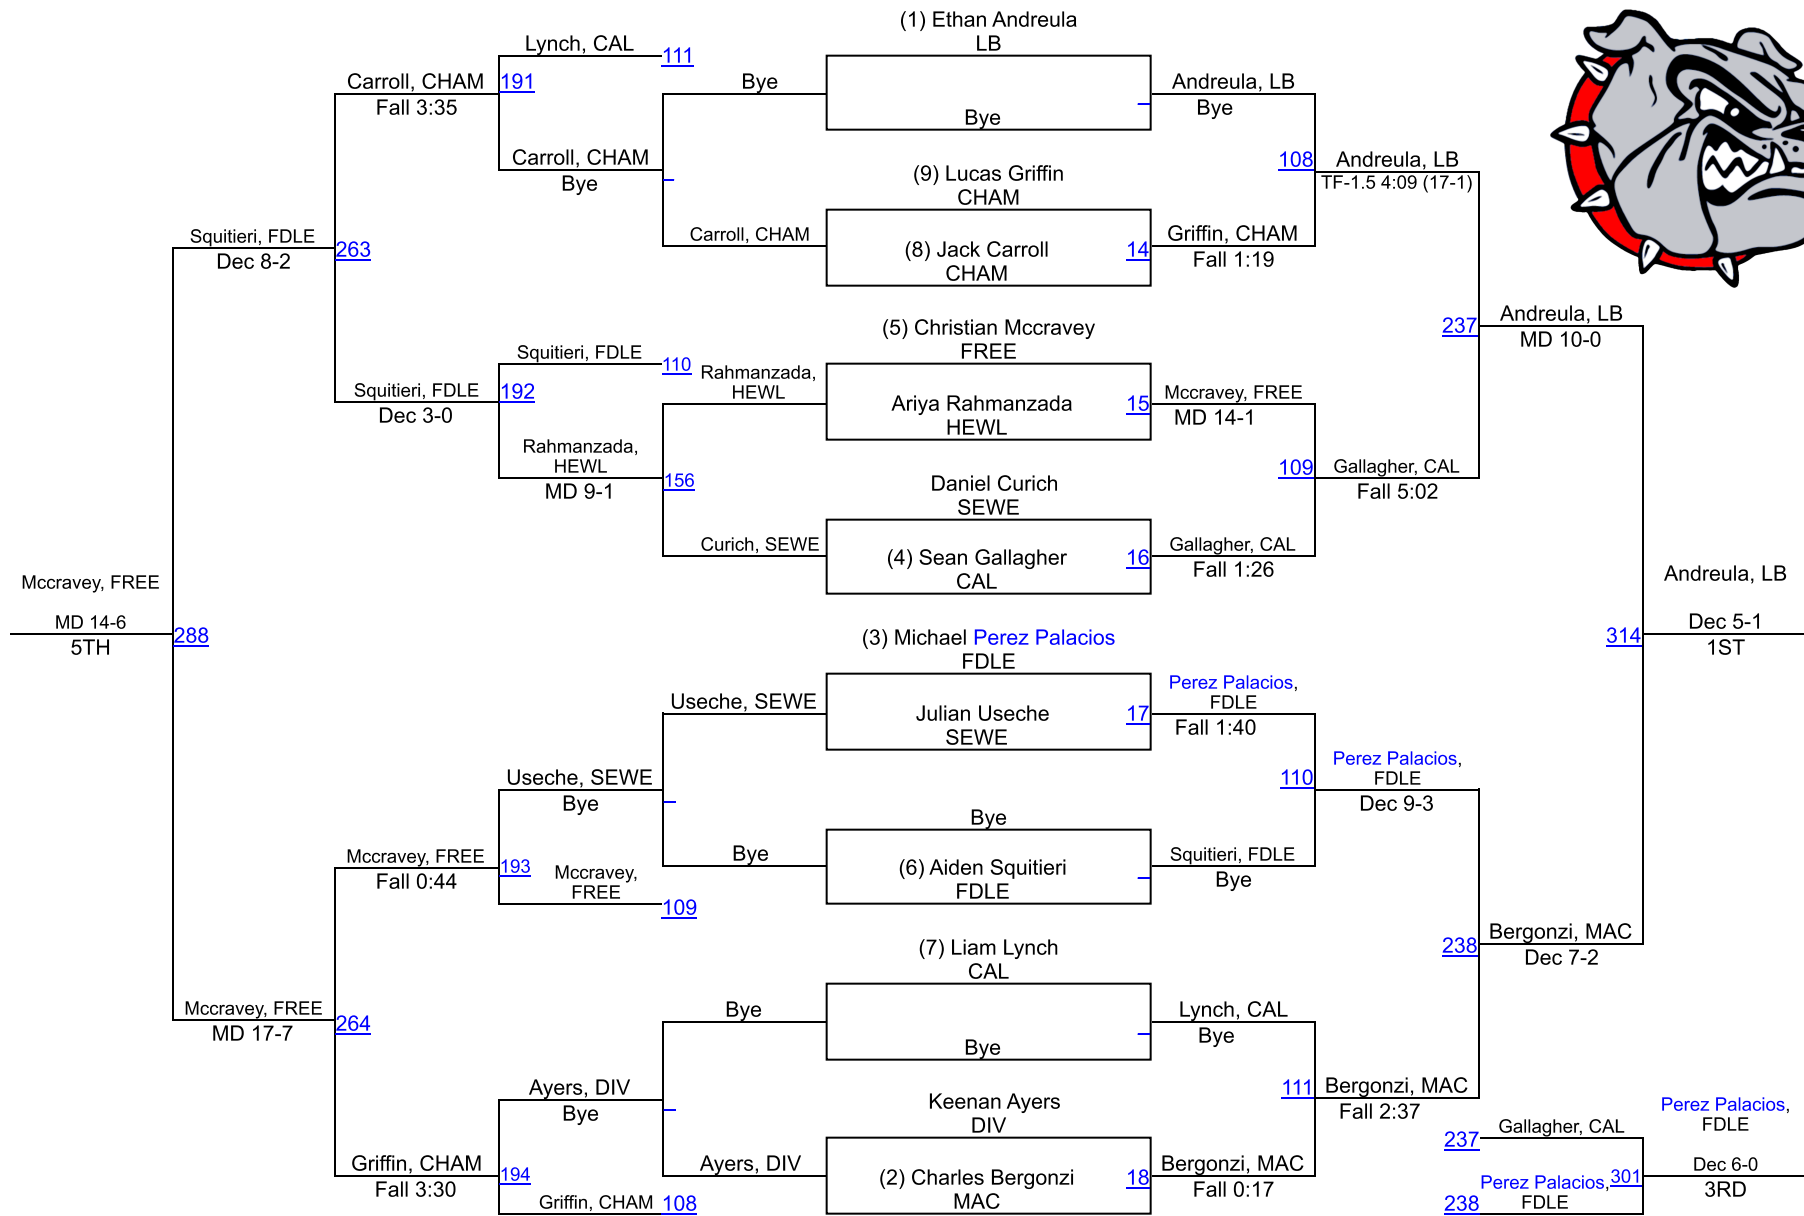 (1) Ethan Andreula
LB
Bye
(9) Lucas Griffin
CHAM
(8) Jack Carroll
CHAM
14
(5) Christian Mccravey
FREE
Ariya Rahmanzada
HEWL
15
Daniel Curich
SEWE
(4) Sean Gallagher
CAL
16
(3) Michael Perez Palacios
FDLE
Julian Useche
SEWE
17
Bye
(6) Aiden Squitieri
FDLE
(7) Liam Lynch
CAL
Bye
Keenan Ayers
DIV
(2) Charles Bergonzi
MAC
18
Andreula, LB
Bye
Griffin, CHAM
Fall 1:19
Mccravey, FREE
MD 14-1
Gallagher, CAL
Fall 1:26
Perez Palacios,
FDLE
Fall 1:40
Squitieri, FDLE
Bye
Lynch, CAL
Bye
Bergonzi, MAC
Fall 0:17
108
Andreula, LB
TF-1.5 4:09 (17-1)
109
Gallagher, CAL
Fall 5:02
110
Perez Palacios,
FDLE
Dec 9-3
111
Bergonzi, MAC
Fall 2:37
237
Andreula, LB
MD 10-0
238
Bergonzi, MAC
Dec 7-2
314
Andreula, LB
Dec 5-1
1ST
237
Gallagher, CAL
238
Perez Palacios,
FDLE
301
Perez Palacios,
FDLE
Dec 6-0
3RD
Bye
Carroll, CHAM
Rahmanzada,
HEWL
Curich, SEWE
Useche, SEWE
Bye
Bye
Ayers, DIV
Lynch, CAL
111
Carroll, CHAM
Bye
Squitieri, FDLE
110
Rahmanzada,
HEWL
MD 9-1
156
Useche, SEWE
Bye
Mccravey,
FREE
109
Ayers, DIV
Bye
Griffin, CHAM
108
Carroll, CHAM
Fall 3:35
191
Squitieri, FDLE
Dec 3-0
192
Mccravey, FREE
Fall 0:44
193
Griffin, CHAM
Fall 3:30
194
Squitieri, FDLE
Dec 8-2
263
Mccravey, FREE
MD 17-7
264
Mccravey, FREE
MD 14-6
5TH
288